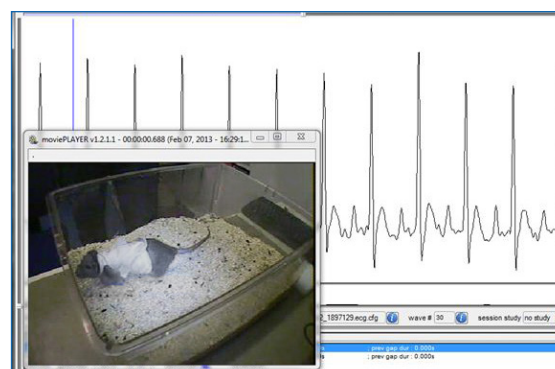 moviePLAYER v1.2.1.1 - 00:00:00.688 (Feb 07, 2013 - 16:29:1...
2_1897129.ecg.cfg wave # 30 session study no study
; prev gap dur : 0.000s
; prev gap dur : 0.000s